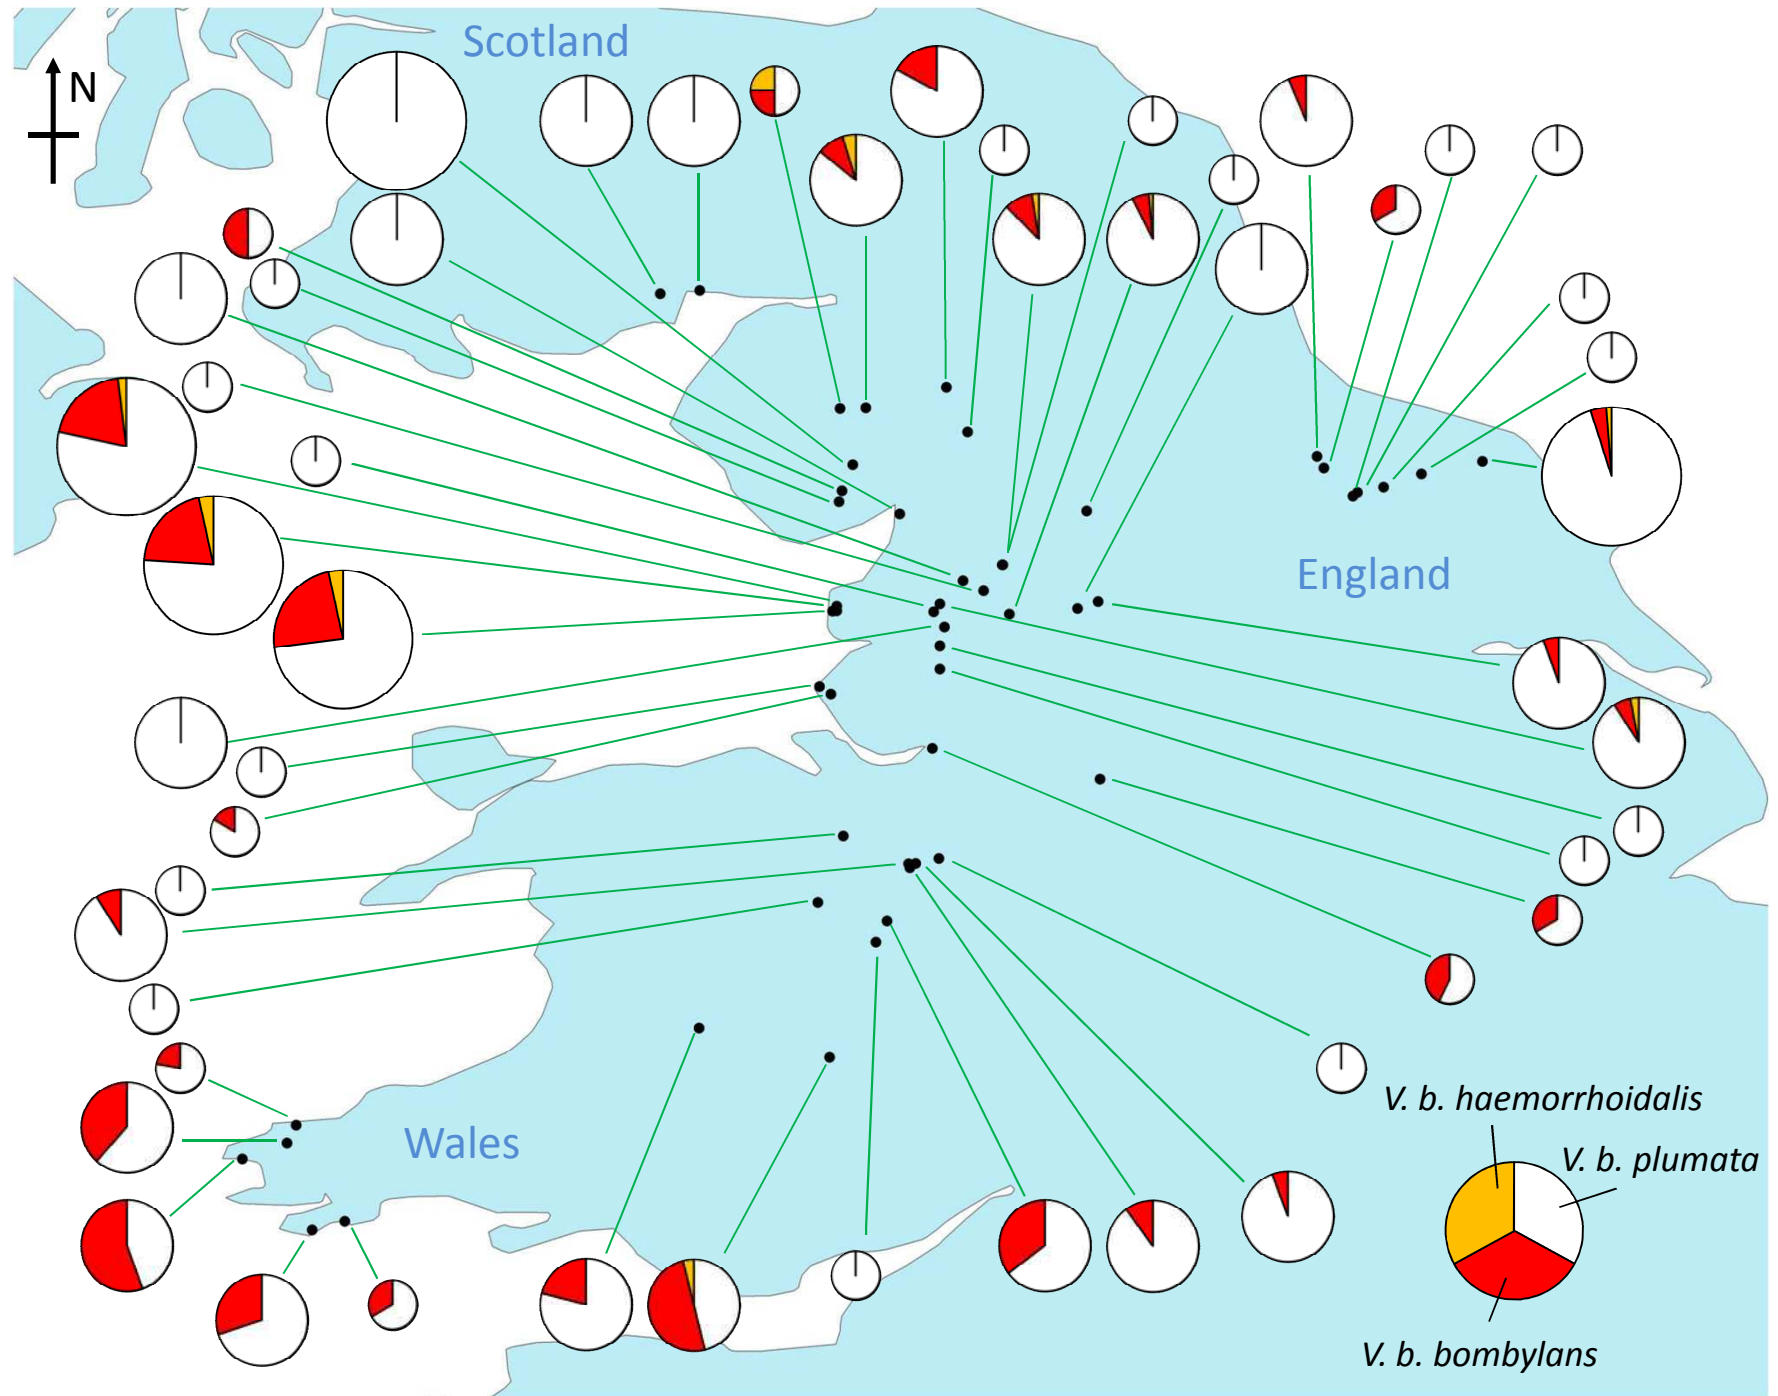 Scotland
N
England
Wales
V. b. haemorrhoidalis
V. b. plumata
V. b. bombylans